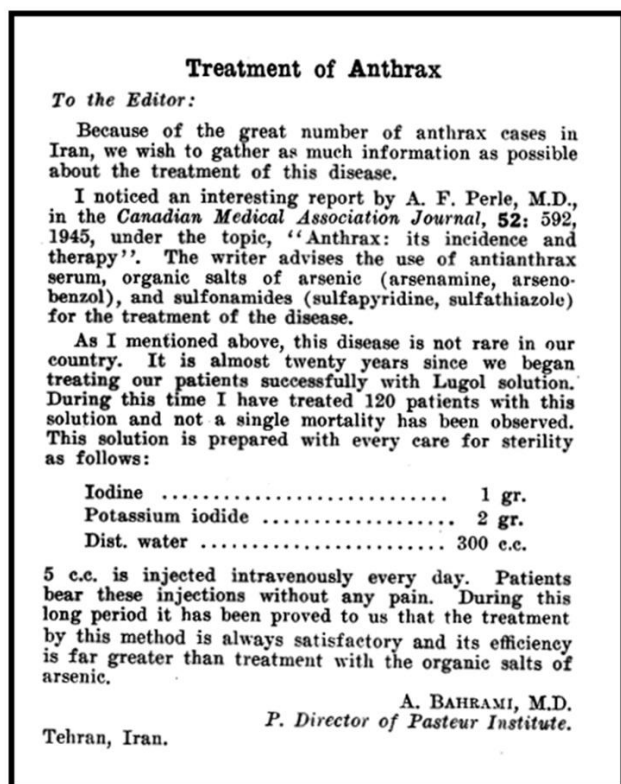 Treatment of Anthrax
To the Editor:
Because of the great number of anthrax cases in
Iran, we wish to gather as much information as possible
about the treatment of this disease.
I noticed an interesting report by A. F. Perle, M.D.,
in the Canadian Medical Association Journal, 52: 592,
1945, under the topic, ‘‘Anthrax: its incidence and
therapy’’. The writer advises the use of antianthrax
serum, organic salts of arsenic (arsenamine, arseno-
benzol), and sulfonamides (sulfapyridine, sulfathiazole)
for the treatment of the disease.
As I mentioned above, this disease is not rare in our
country. It is almost twenty years since we began
treating our patients successfully with Lugol solution.
During this time I have treated 120 patients with this
solution and not a single mortality has been observed.
This solution is prepared with every care for sterility
as follows:
Iodine ............................ 1 gr.
Potassium iodide ................... 2 gr.
Dist. water ........................ 300 c.c.
5 c.c. is injected intravenously every day. Patients
bear these injections without any pain. During this
long period it has been proved to us that the treatment
by this method is always satisfactory and its efficiency
is far greater than treatment with the organic salts of
arsenic.
A. BAHRAMI, M.D.
P. Director of Pasteur Institute.
Tehran, Iran.